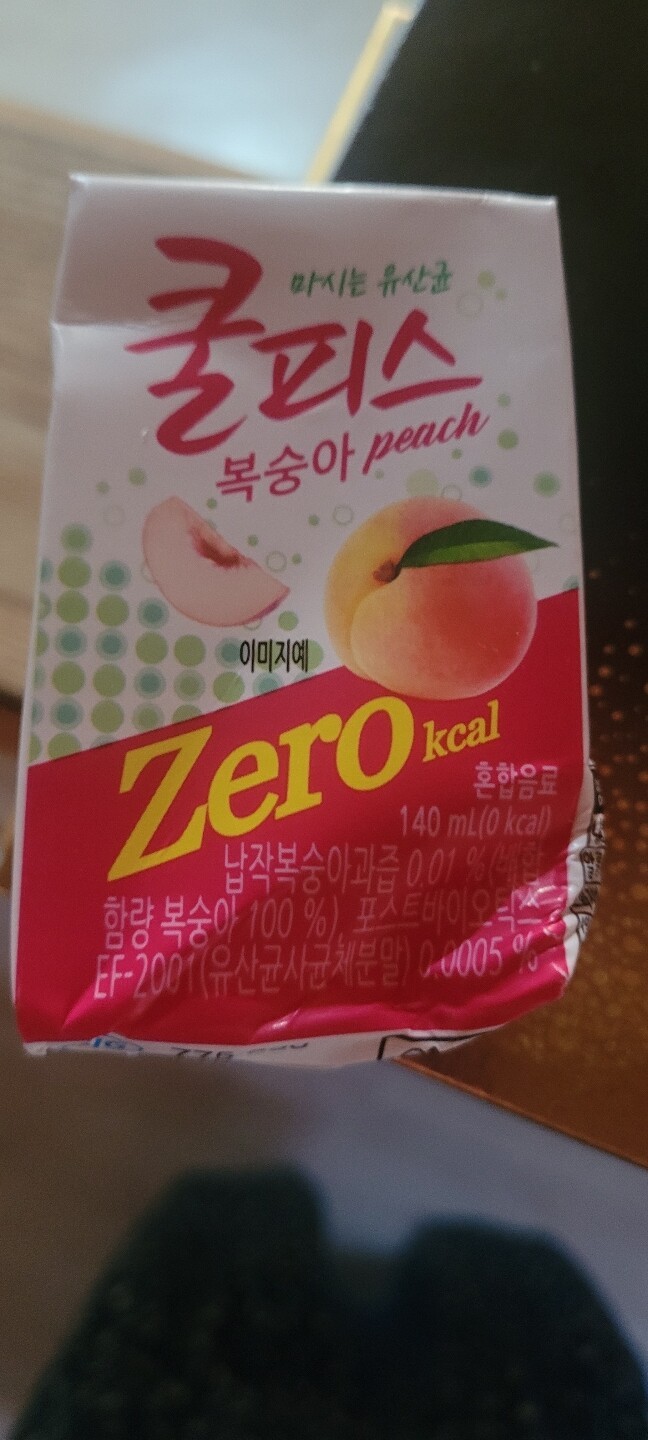 마시는 유산균
쿨피스
복숭아 peach
이미지예
Zero kcal
혼합음료
140 mL(0 kcal)
납작복숭아과즙 0.01 % (배합
함량 복숭아 100 %), 포스트바이오틱스
EF-2001(유산균사균체분말) 0.0005 %